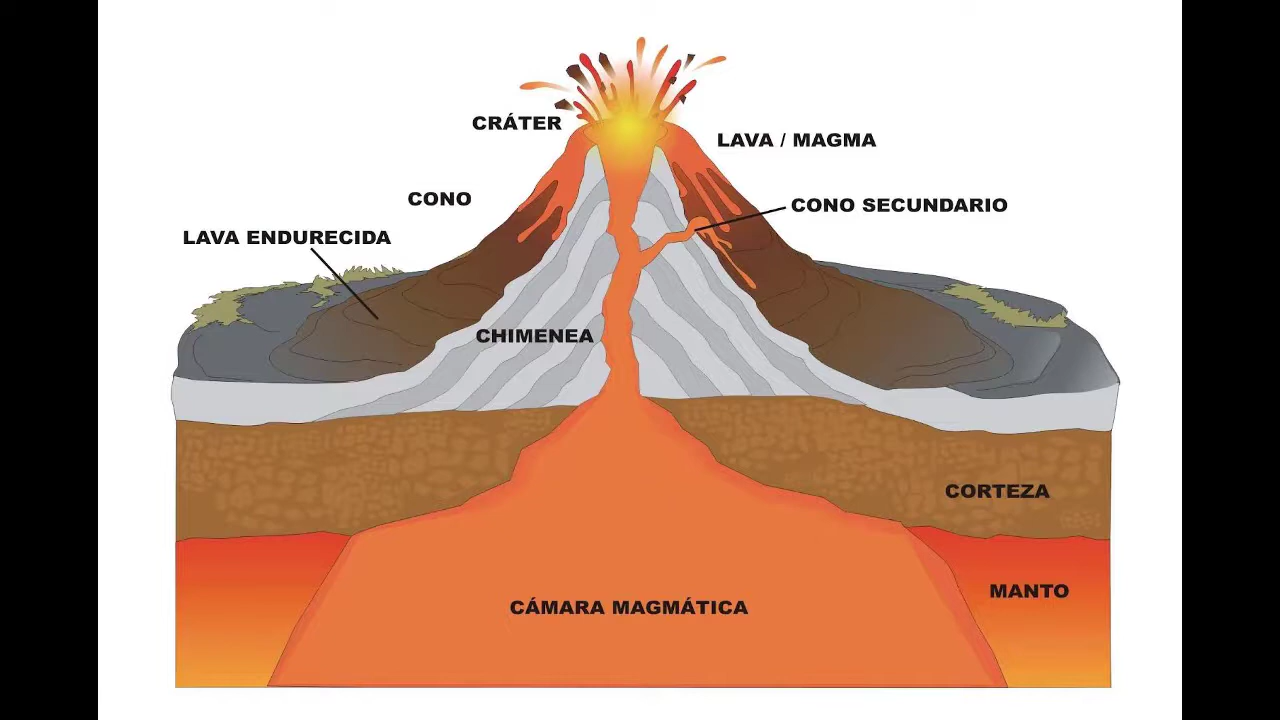 CRÁTER
LAVA / MAGMA
CONO
CONO SECUNDARIO
LAVA ENDURECIDA
CHIMENEA
CORTEZA
MANTO
CÁMARA MAGMÁTICA